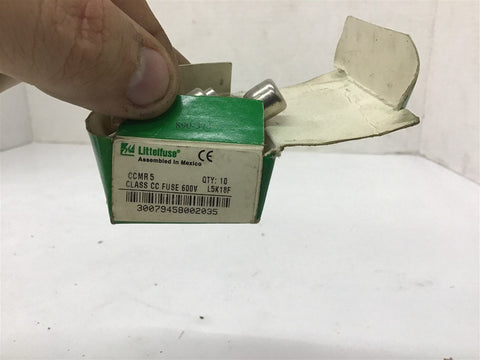 Littelfuse®
Assembled in Mexico
CE
CCMR 5 QTY: 10
CLASS CC FUSE 600V L5K18F
30079458002035